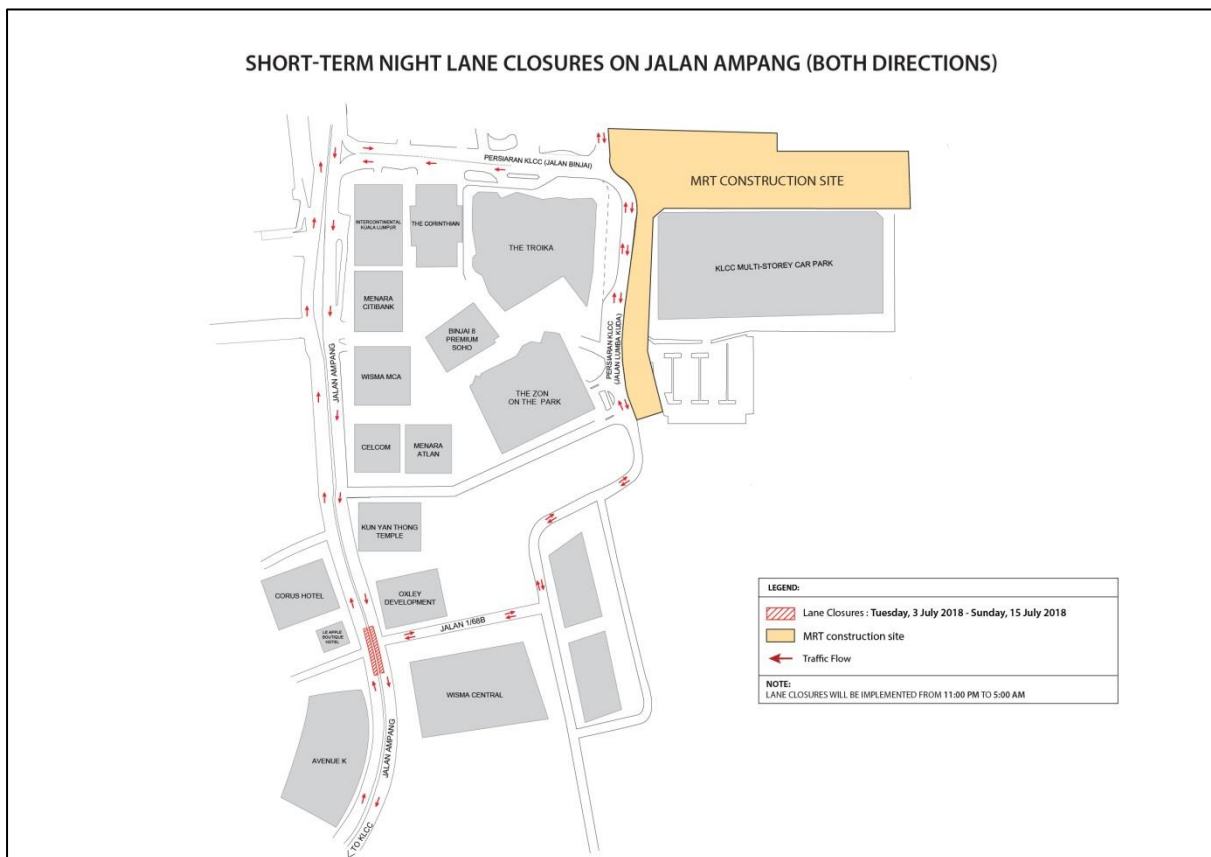 SHORT-TERM NIGHT LANE CLOSURES ON JALAN AMPANG (BOTH DIRECTIONS)
PERSIARAN KLCC (JALAN BINJAI)
MRT CONSTRUCTION SITE
INTERCONTINENTAL
KUALA LUMPUR
THE CORINTHIAN
THE TROIKA
KLCC MULTI-STOREY CAR PARK
MENARA
CITIBANK
BINJAI 8
PREMIUM
SOHO
PERSIARAN KLCC
(JALAN LUMBA KUDA)
JALAN AMPANG
WISMA MCA
THE ZON
ON THE PARK
CELCOM
MENARA
ATLAN
KUN YAN THONG
TEMPLE
CORUS HOTEL
OXLEY
DEVELOPMENT
LE APPLE
BOUTIQUE
HOTEL
JALAN 1/68B
WISMA CENTRAL
AVENUE K
JALAN AMPANG
TO KLCC
LEGEND:
Lane Closures : Tuesday, 3 July 2018 - Sunday, 15 July 2018
MRT construction site
Traffic Flow
NOTE:
LANE CLOSURES WILL BE IMPLEMENTED FROM 11:00 PM TO 5:00 AM